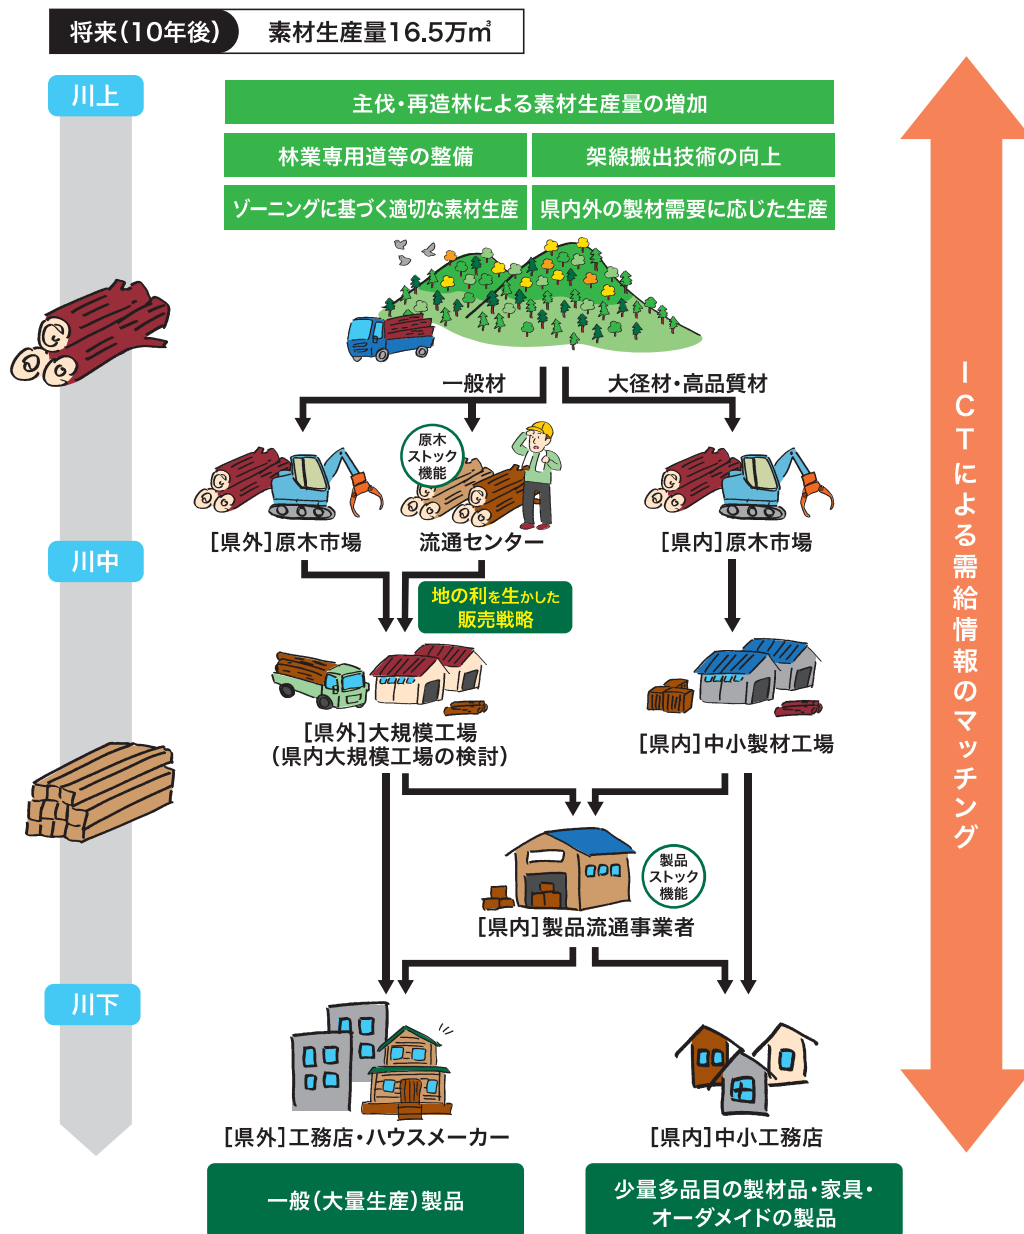 将来（10年後） 素材生産量16.5万㎥
川上
主伐・再造林による素材生産量の増加
林業専用道等の整備
架線搬出技術の向上
ゾーニングに基づく適切な素材生産
県内外の製材需要に応じた生産
一般材
大径材・高品質材
原木
ストック
機能
［県外］原木市場
流通センター
［県内］原木市場
川中
地の利を生かした
販売戦略
［県外］大規模工場
（県内大規模工場の検討）
［県内］中小製材工場
製品
ストック
機能
［県内］製品流通事業者
川下
［県外］工務店・ハウスメーカー
［県内］中小工務店
一般（大量生産）製品
少量多品目の製材品・家具・
オーダメイドの製品
ICTによる需給情報のマッチング